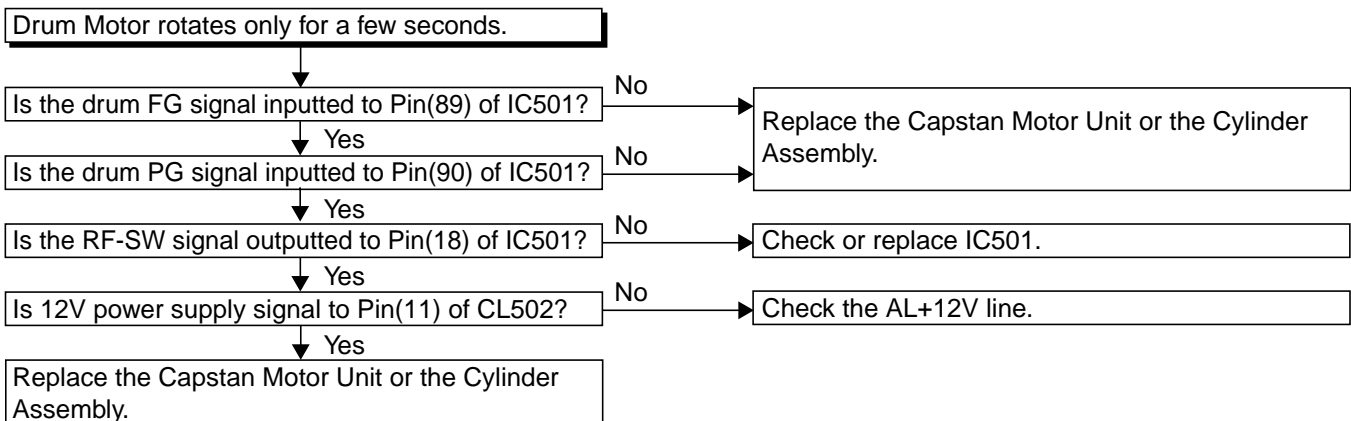 Drum Motor rotates only for a few seconds.
Is the drum FG signal inputted to Pin(89) of IC501?
No
Replace the Capstan Motor Unit or the Cylinder
Assembly.
Yes
Is the drum PG signal inputted to Pin(90) of IC501?
No
Yes
Is the RF-SW signal outputted to Pin(18) of IC501?
No
Check or replace IC501.
Yes
Is 12V power supply signal to Pin(11) of CL502?
No
Check the AL+12V line.
Yes
Replace the Capstan Motor Unit or the Cylinder
Assembly.